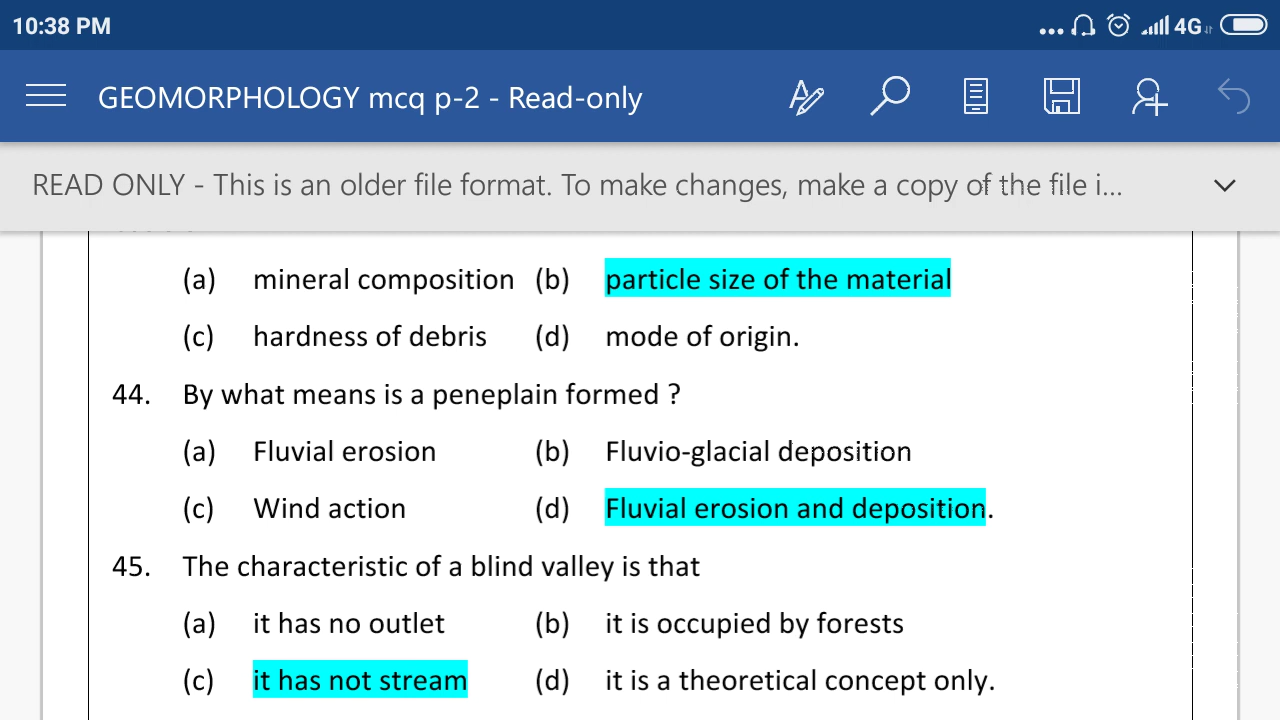 10:38 PM
4G
GEOMORPHOLOGY mcq p-2 - Read-only
READ ONLY - This is an older file format. To make changes, make a copy of the file i...
(a) mineral composition (b) particle size of the material
(c) hardness of debris (d) mode of origin.
44. By what means is a peneplain formed ?
(a) Fluvial erosion (b) Fluvio-glacial deposition
(c) Wind action (d) Fluvial erosion and deposition.
45. The characteristic of a blind valley is that
(a) it has no outlet (b) it is occupied by forests
(c) it has not stream (d) it is a theoretical concept only.